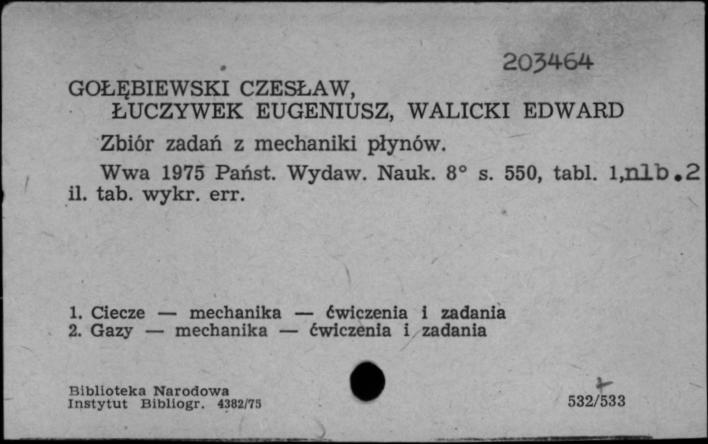 203464
GOŁĘBIEWSKI CZESŁAW,
ŁUCZYWEK EUGENIUSZ, WALICKI EDWARD
Zbiór zadań z mechaniki płynów.
Wwa 1975 Państ. Wydaw. Nauk. 8° s. 550, tabl. 1,nlb.2
il. tab. wykr. err.
1. Ciecze — mechanika — ćwiczenia i zadania
2. Gazy — mechanika — ćwiczenia i zadania
Biblioteka Narodowa
Instytut Bibliogr. 4382/75
532/533